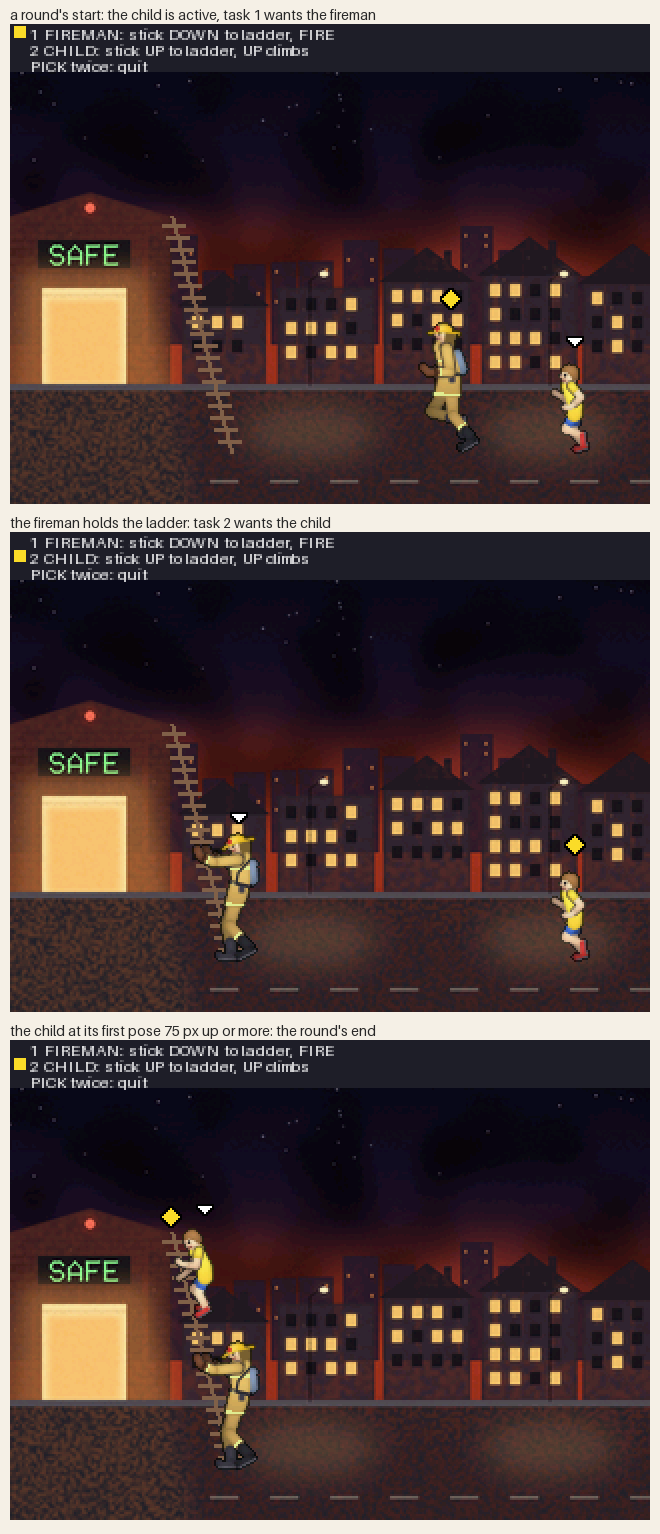 a round's start: the child is active, task 1 wants the fireman
1 FIREMAN: stick DOWN to ladder, FIRE
2 CHILD: stick UP to ladder, UP climbs
PICK twice: quit
SAFE
the fireman holds the ladder: task 2 wants the child
1 FIREMAN: stick DOWN to ladder, FIRE
2 CHILD: stick UP to ladder, UP climbs
PICK twice: quit
SAFE
the child at its first pose 75 px up or more: the round's end
1 FIREMAN: stick DOWN to ladder, FIRE
2 CHILD: stick UP to ladder, UP climbs
PICK twice: quit
SAFE